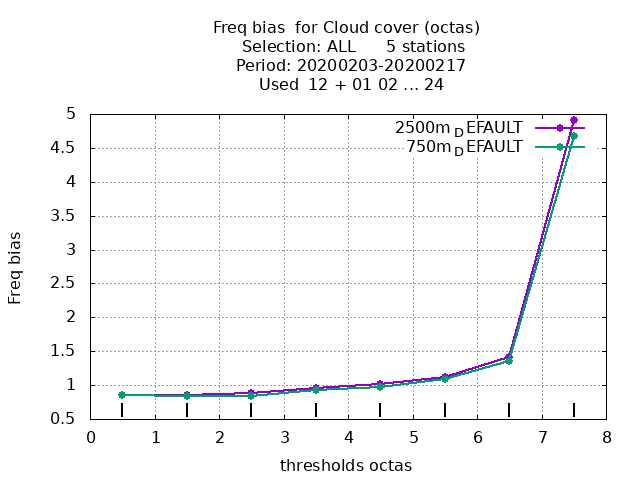 Freq bias  for Cloud cover (octas)
Selection: ALL      5 stations
Period: 20200203-20200217
Used  12 + 01 02 ... 24
2500m_DEFAULT
750m_DEFAULT
5
4.5
4
3.5
3
2.5
2
1.5
1
0.5
Freq bias
0 1 2 3 4 5 6 7 8
thresholds octas